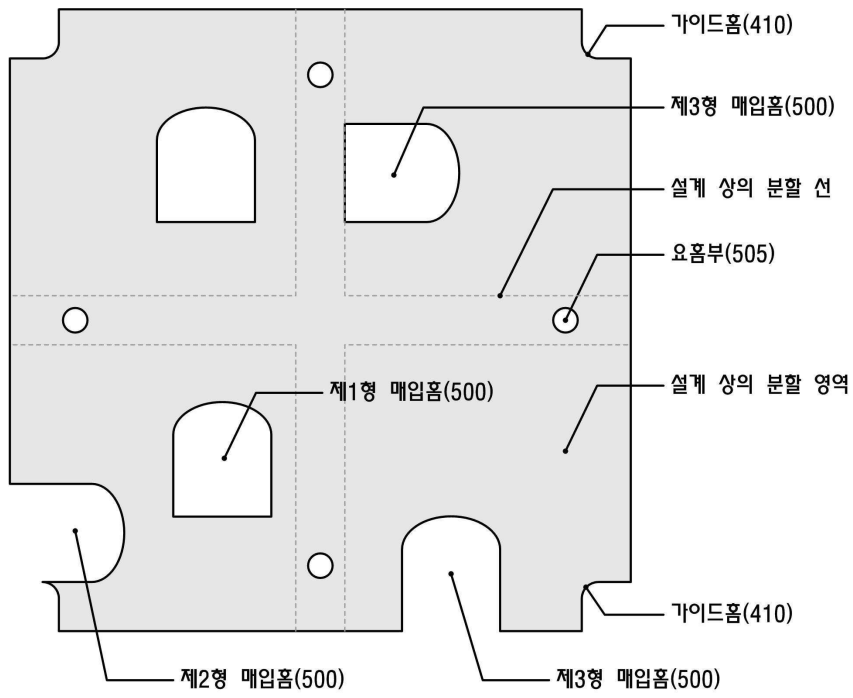 가이드홈(410)
제3형 매입홈(500)
설계 상의 분할 선
요홈부(505)
설계 상의 분할 영역
제1형 매입홈(500)
가이드홈(410)
제2형 매입홈(500)
제3형 매입홈(500)